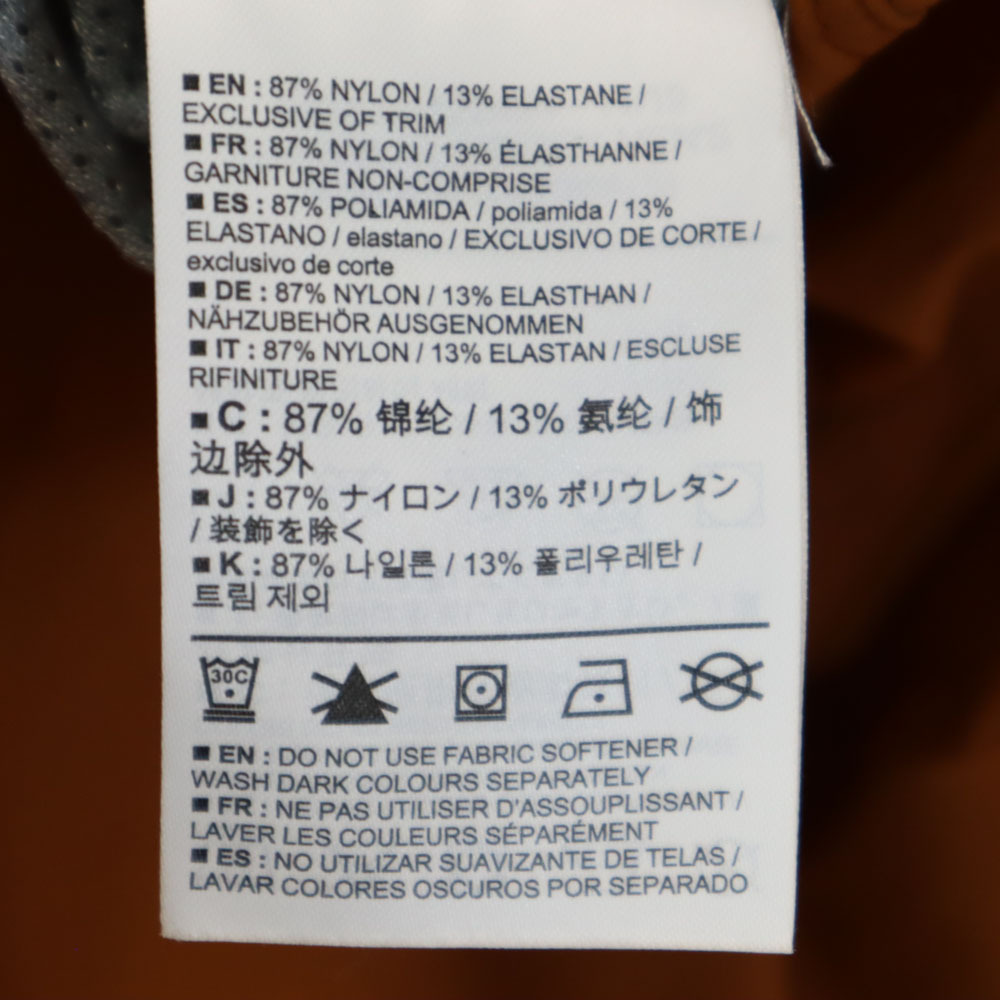 ■ EN : 87% NYLON / 13% ELASTANE /
EXCLUSIVE OF TRIM
■ FR : 87% NYLON / 13% ÉLASTHANNE /
GARNITURE NON-COMPRISE
■ ES : 87% POLIAMIDA / poliamida / 13%
ELASTANO / elastano / EXCLUSIVO DE CORTE /
exclusivo de corte
■ DE : 87% NYLON / 13% ELASTHAN /
NÄHZUBEHÖR AUSGENOMMEN
■ IT : 87% NYLON / 13% ELASTAN / ESCLUSE
RIFINITURE
■ C : 87% 锦纶 / 13% 氨纶 / 饰
边除外
■ J : 87% ナイロン / 13% ポリウレタン
/ 装飾を除く
■ K : 87% 나일론 / 13% 폴리우레탄 /
트림 제외
30C
■ EN : DO NOT USE FABRIC SOFTENER /
WASH DARK COLOURS SEPARATELY
■ FR : NE PAS UTILISER D'ASSOUPLISSANT /
LAVER LES COULEURS SÉPARÉMENT
■ ES : NO UTILIZAR SUAVIZANTE DE TELAS /
LAVAR COLORES OSCUROS POR SEPARADO